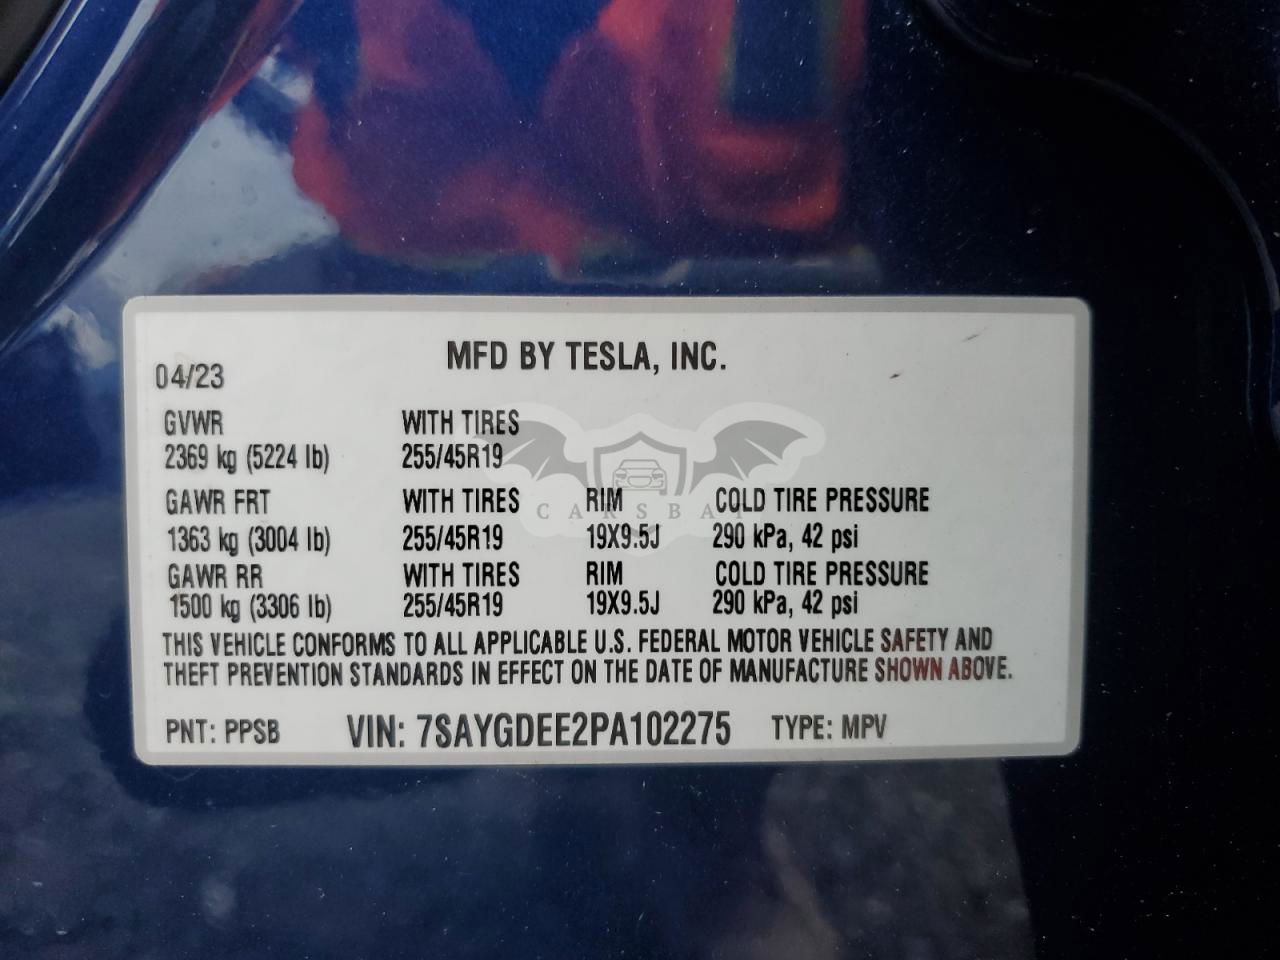 MFD BY TESLA, INC.
04/23
GVWR WITH TIRES
2369 kg (5224 lb) 255/45R19
GAWR FRT WITH TIRES RIM COLD TIRE PRESSURE
1363 kg (3004 lb) 255/45R19 19X9.5J 290 kPa, 42 psi
GAWR RR WITH TIRES RIM COLD TIRE PRESSURE
1500 kg (3306 lb) 255/45R19 19X9.5J 290 kPa, 42 psi
THIS VEHICLE CONFORMS TO ALL APPLICABLE U.S. FEDERAL MOTOR VEHICLE SAFETY AND
THEFT PREVENTION STANDARDS IN EFFECT ON THE DATE OF MANUFACTURE SHOWN ABOVE.
PNT: PPSB VIN: 7SAYGDEE2PA102275 TYPE: MPV
CARSBAT